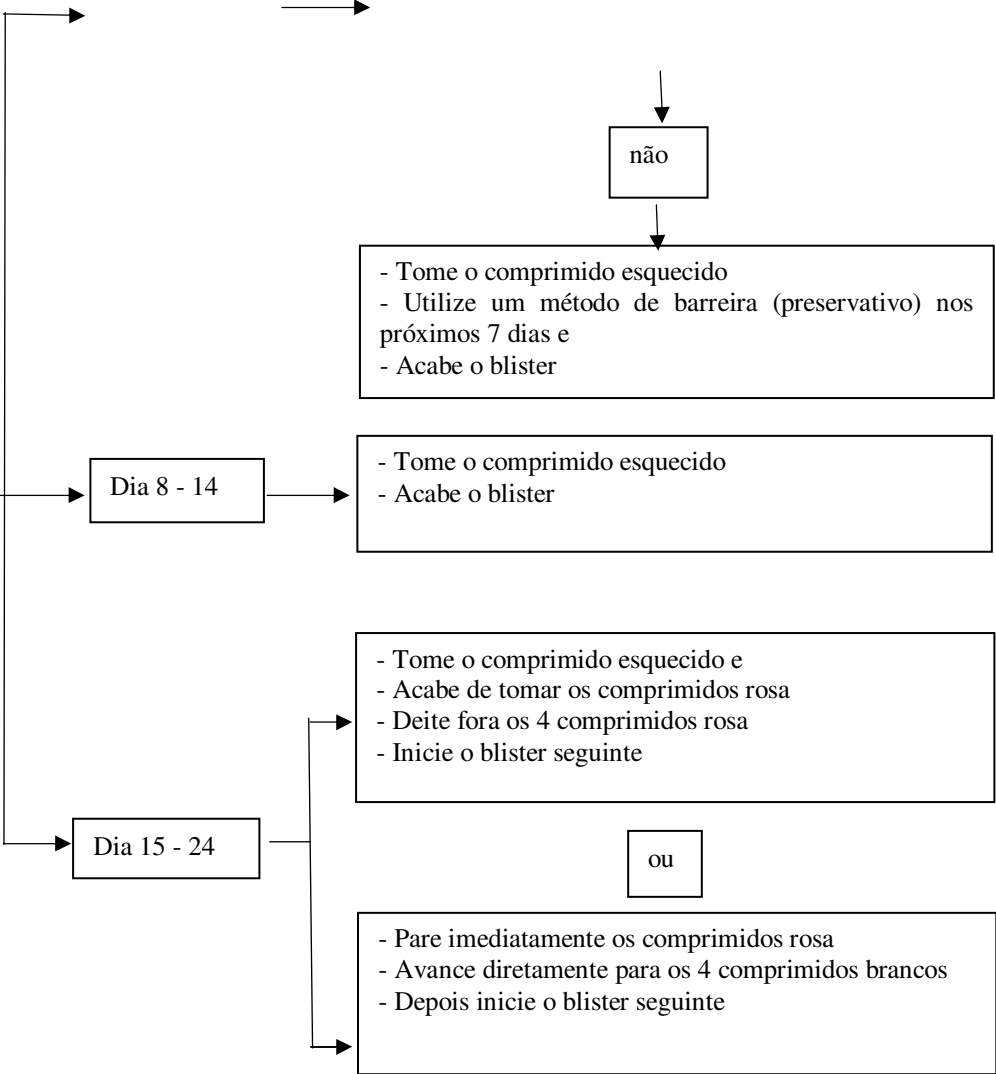 não
- Tome o comprimido esquecido
- Utilize um método de barreira (preservativo) nos
próximos 7 dias e
- Acabe o blister
Dia 8 - 14
- Tome o comprimido esquecido
- Acabe o blister
- Tome o comprimido esquecido e
- Acabe de tomar os comprimidos rosa
- Deite fora os 4 comprimidos rosa
- Inicie o blister seguinte
Dia 15 - 24
ou
- Pare imediatamente os comprimidos rosa
- Avance diretamente para os 4 comprimidos brancos
- Depois inicie o blister seguinte